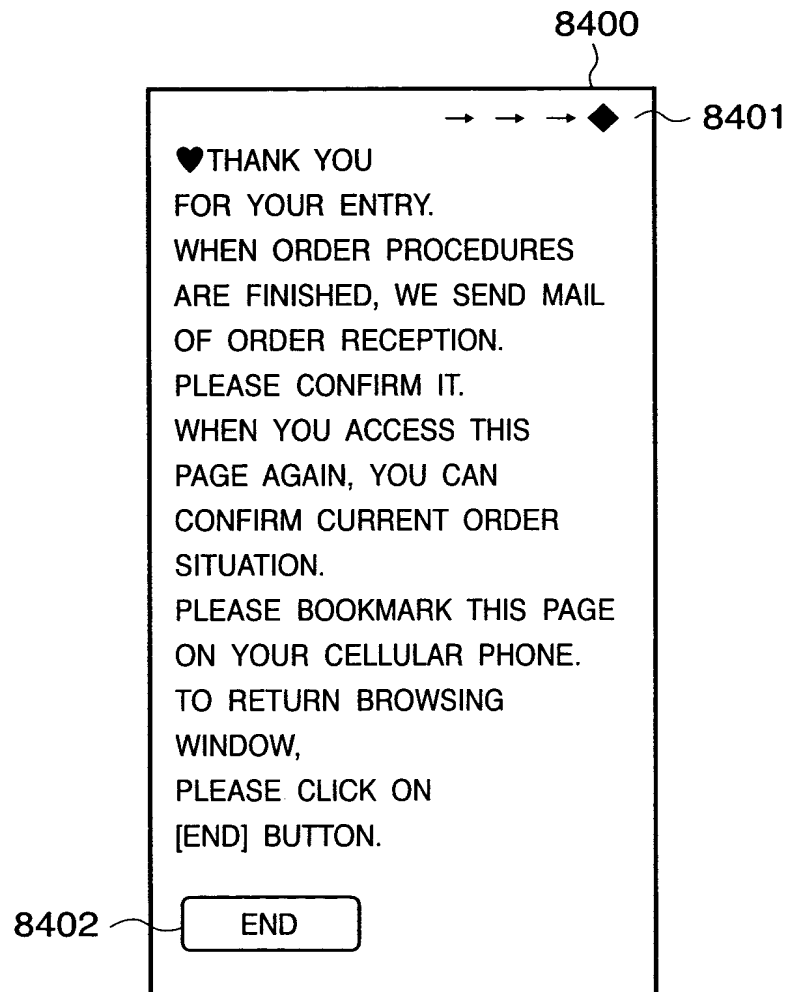 8400
→ → →◆ 8401
♥THANK YOU
FOR YOUR ENTRY.
WHEN ORDER PROCEDURES
ARE FINISHED, WE SEND MAIL
OF ORDER RECEPTION.
PLEASE CONFIRM IT.
WHEN YOU ACCESS THIS
PAGE AGAIN, YOU CAN
CONFIRM CURRENT ORDER
SITUATION.
PLEASE BOOKMARK THIS PAGE
ON YOUR CELLULAR PHONE.
TO RETURN BROWSING
WINDOW,
PLEASE CLICK ON
[END] BUTTON.
8402 END